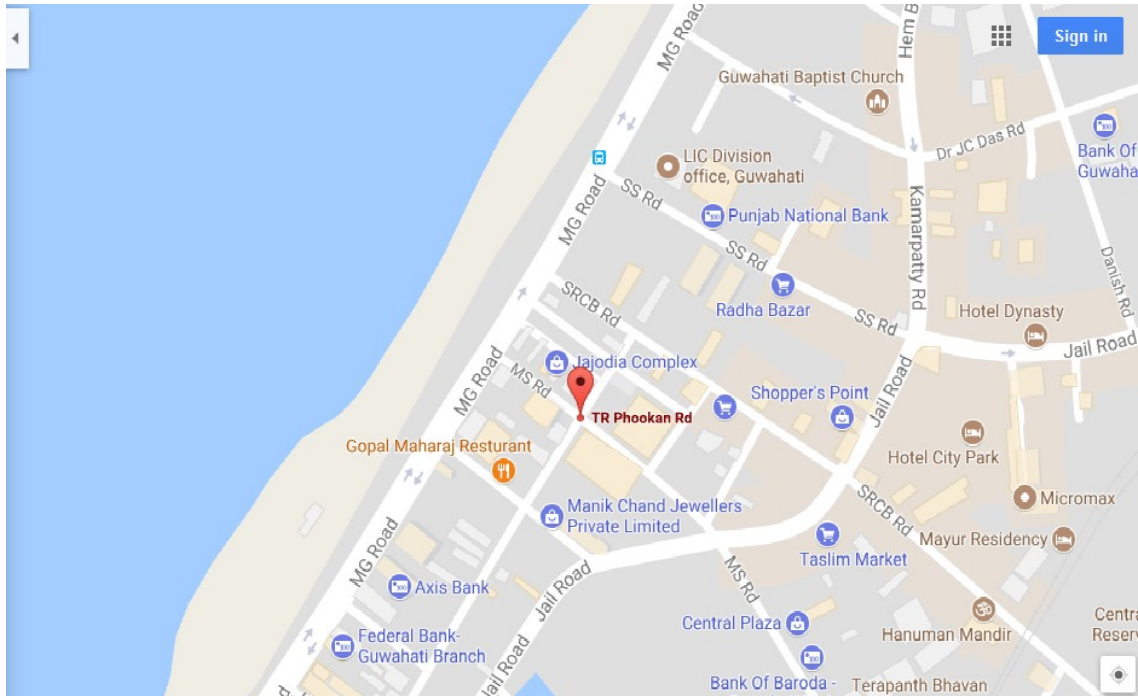 Sign in
MG Road
Hem B
Guwahati Baptist Church
Dr JC Das Rd
Bank Of
Guwaha
LIC Division
office, Guwahati
SS Rd
Punjab National Bank
MG Road
Kamarpatty Rd
SS Rd
Danish Rd
SRCB Rd
Radha Bazar
SS Rd
Hotel Dynasty
Jail Road
Jajodia Complex
MG Road
MS Rd
Shopper's Point
Jail Road
TR Phookan Rd
Gopal Maharaj Resturant
Hotel City Park
Manik Chand Jewellers
Private Limited
SRCB Rd
Micromax
Mayur Residency
MG Road
Taslim Market
Axis Bank
Jail Road
MS Rd
Central Plaza
Hanuman Mandir
Centra
Reser
Federal Bank-
Guwahati Branch
Jail Road
Bank Of Baroda -
Terapanth Bhavan